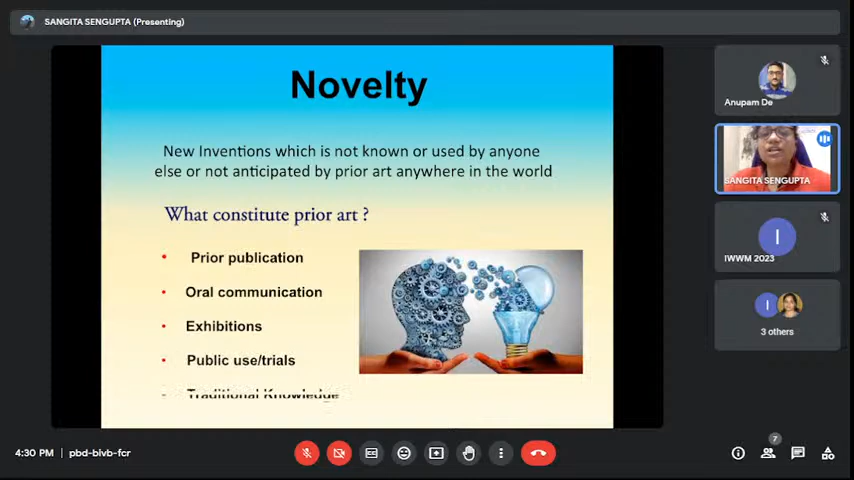 SANGITA SENGUPTA (Presenting)
Novelty
New Inventions which is not known or used by anyone
else or not anticipated by prior art anywhere in the world
What constitute prior art ?
• Prior publication
• Oral communication
• Exhibitions
• Public use/trials
Traditional Knowledge
Anupam De
SANGITA SENGUPTA
I
IWWM 2023
I
3 others
4:30 PM | pbd-bivb-fcr
7